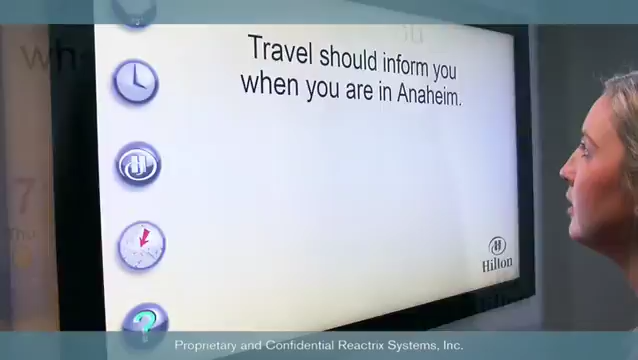 Travel should inform you
when you are in Anaheim.
H
H
Hilton
?
Proprietary and Confidential Reactrix Systems, Inc.